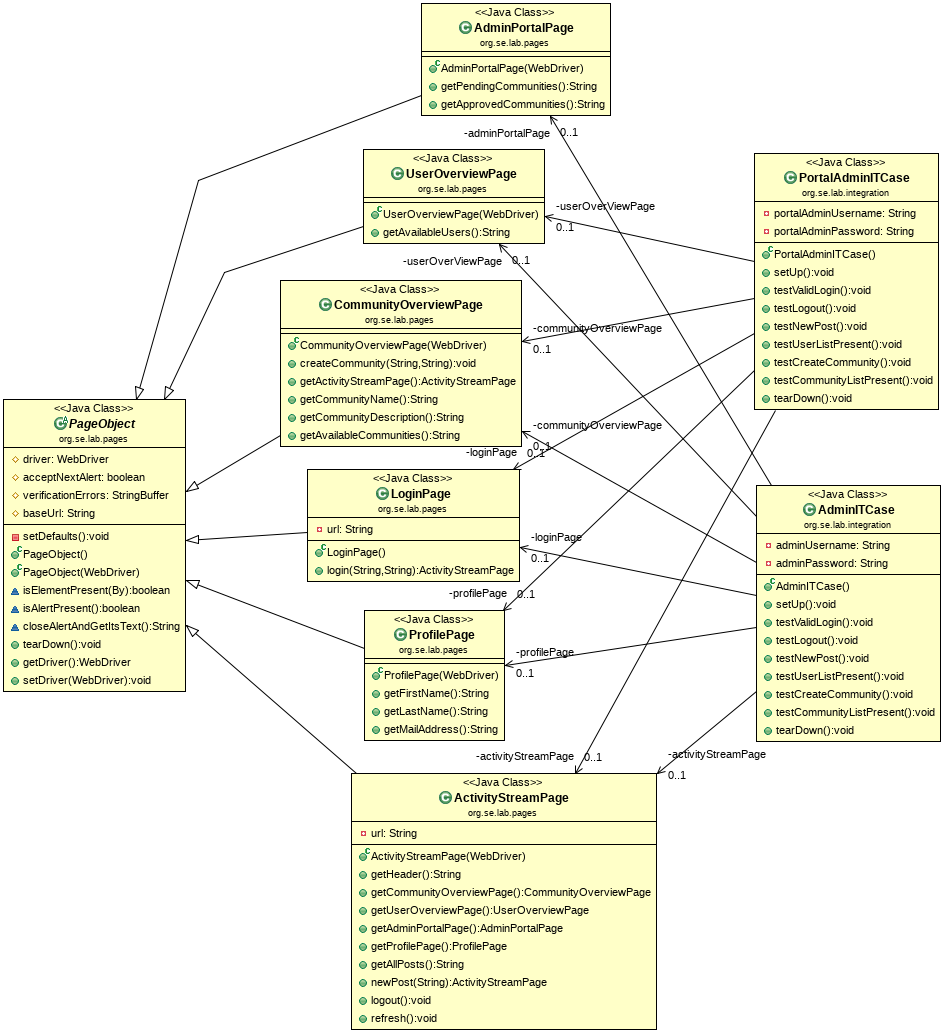 <<Java Class>>
AdminPortalPage
org.se.lab.pages
AdminPortalPage(WebDriver)
getPendingCommunities():String
getApprovedCommunities():String
-adminPortalPage
0..1
<<Java Class>>
UserOverviewPage
org.se.lab.pages
UserOverviewPage(WebDriver)
getAvailableUsers():String
-userOverViewPage
0..1
-userOverViewPage
0..1
<<Java Class>>
PortalAdminITCase
org.se.lab.integration
portalAdminUsername: String
portalAdminPassword: String
PortalAdminITCase()
setUp():void
testValidLogin():void
testLogout():void
testNewPost():void
testUserListPresent():void
testCreateCommunity():void
testCommunityListPresent():void
tearDown():void
<<Java Class>>
CommunityOverviewPage
org.se.lab.pages
CommunityOverviewPage(WebDriver)
createCommunity(String,String):void
getActivityStreamPage():ActivityStreamPage
getCommunityName():String
getCommunityDescription():String
getAvailableCommunities():String
-communityOverviewPage
0..1
-communityOverviewPage
0..1
-loginPage
0..1
<<Java Class>>
PageObject
org.se.lab.pages
driver: WebDriver
acceptNextAlert: boolean
verificationErrors: StringBuffer
baseUrl: String
setDefaults():void
PageObject()
PageObject(WebDriver)
isElementPresent(By):boolean
isAlertPresent():boolean
closeAlertAndGetItsText():String
tearDown():void
getDriver():WebDriver
setDriver(WebDriver):void
<<Java Class>>
LoginPage
org.se.lab.pages
url: String
LoginPage()
login(String,String):ActivityStreamPage
-loginPage
0..1
-profilePage
0..1
<<Java Class>>
AdminITCase
org.se.lab.integration
adminUsername: String
adminPassword: String
AdminITCase()
setUp():void
testValidLogin():void
testLogout():void
testNewPost():void
testUserListPresent():void
testCreateCommunity():void
testCommunityListPresent():void
tearDown():void
<<Java Class>>
ProfilePage
org.se.lab.pages
ProfilePage(WebDriver)
getFirstName():String
getLastName():String
getMailAddress():String
-profilePage
0..1
-activityStreamPage
0..1
-activityStreamPage
0..1
<<Java Class>>
ActivityStreamPage
org.se.lab.pages
url: String
ActivityStreamPage(WebDriver)
getHeader():String
getCommunityOverviewPage():CommunityOverviewPage
getUserOverviewPage():UserOverviewPage
getAdminPortalPage():AdminPortalPage
getProfilePage():ProfilePage
getAllPosts():String
newPost(String):ActivityStreamPage
logout():void
refresh():void